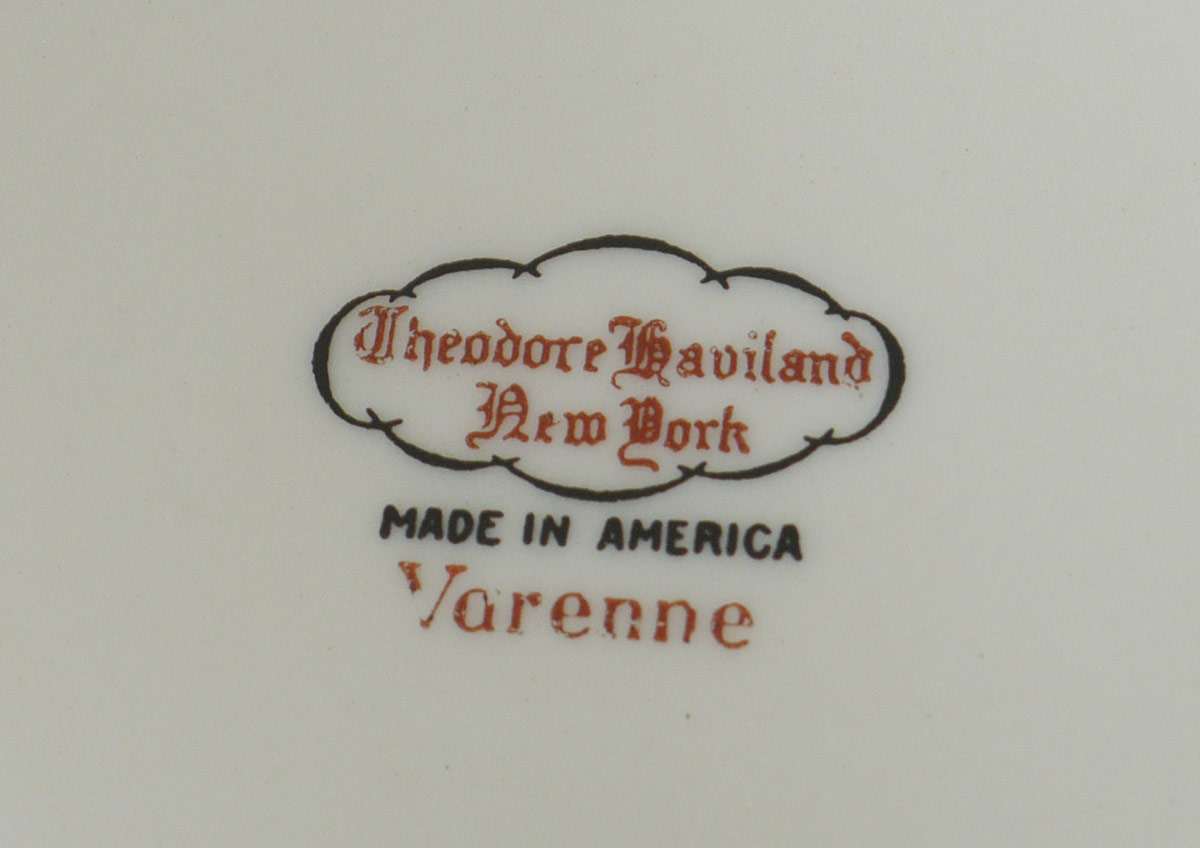 Theodore Haviland
New York
MADE IN AMERICA
Varenne